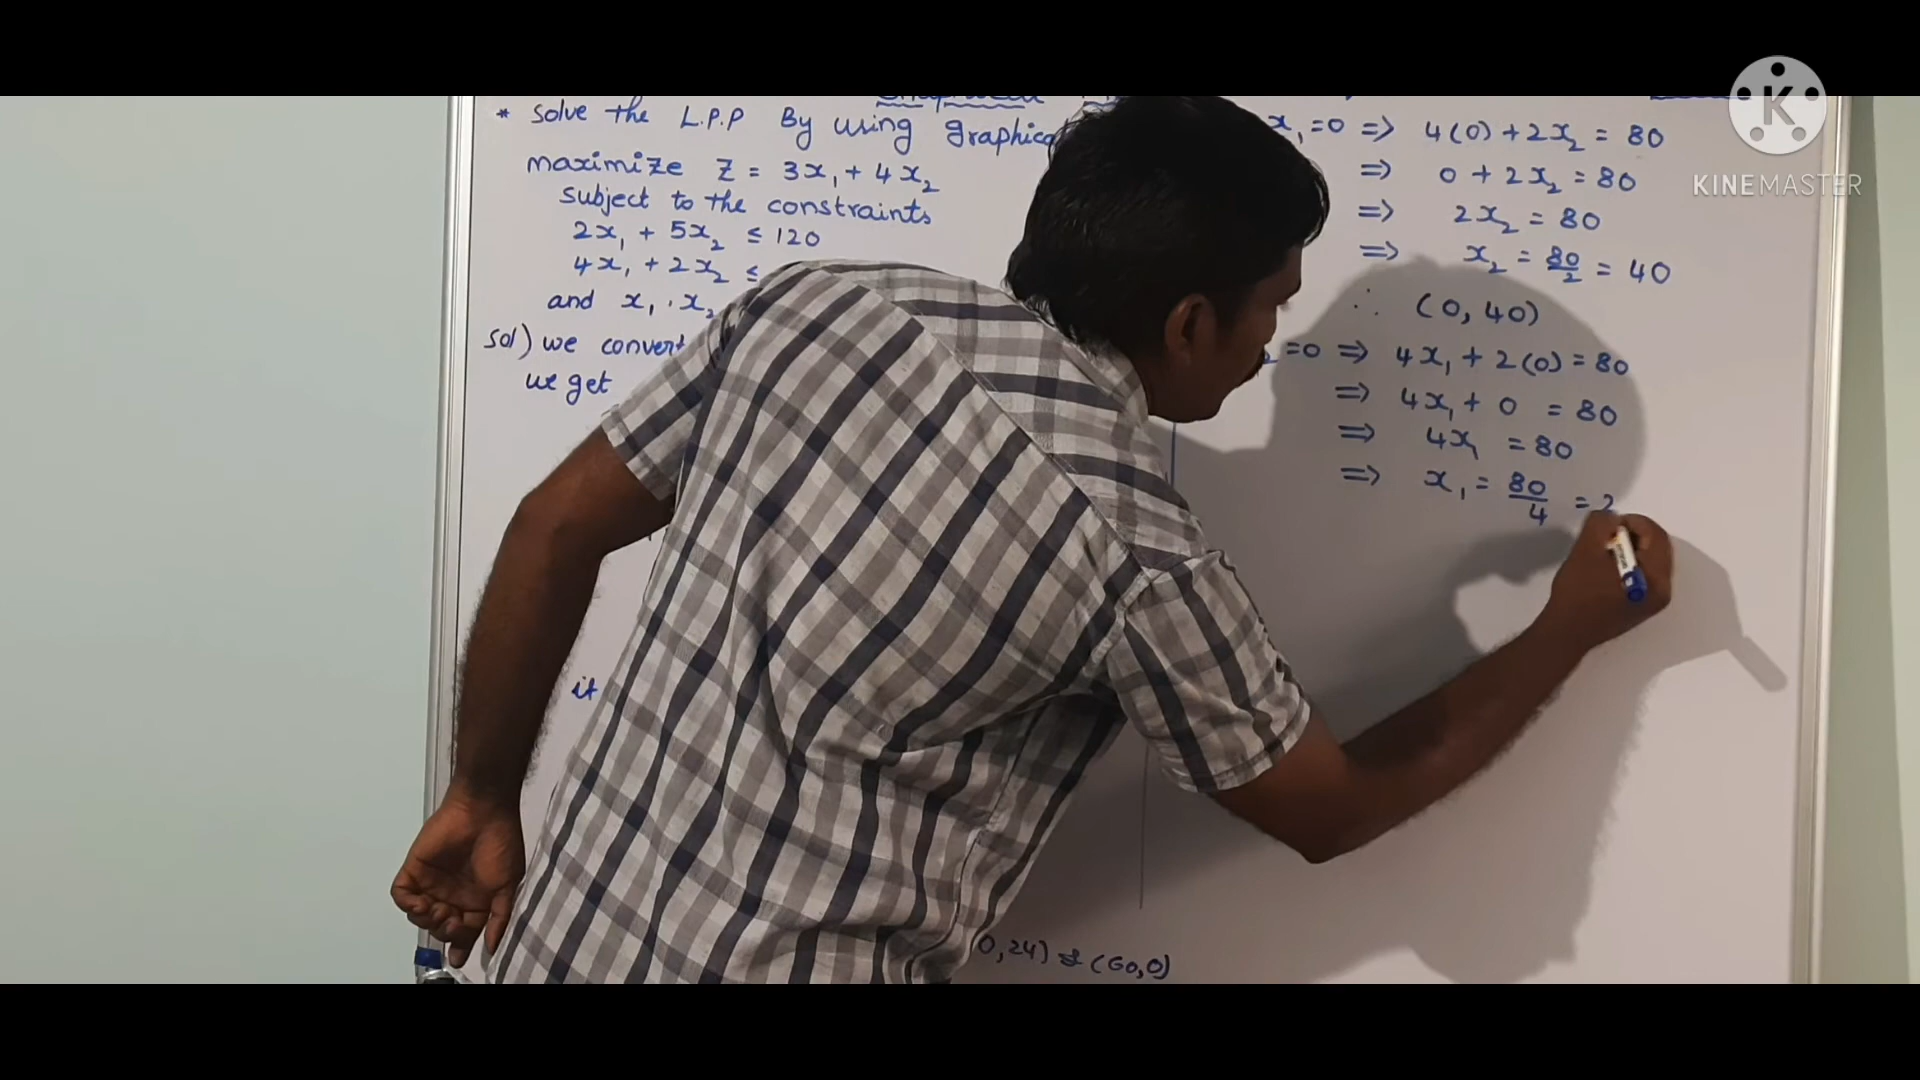 * Solve the L.P.P By using graphical
maximize Z = 3x₁ + 4x₂
subject to the constraints
2x₁ + 5x₂ ≤ 120
4x₁ + 2x₂ ≤
and x₁, x₂
Sol) we convert
we get
it
0,24) & (60,0)
x₁=0 => 4(0) + 2x₂ = 80
=> 0 + 2x₂ = 80
=> 2x₂ = 80
=> x₂ = 80/2 = 40
∴ (0, 40)
₂=0 => 4x₁ + 2(0) = 80
=> 4x₁ + 0 = 80
=> 4x₁ = 80
=> x₁ = 80/4 = 2
KINEMASTER